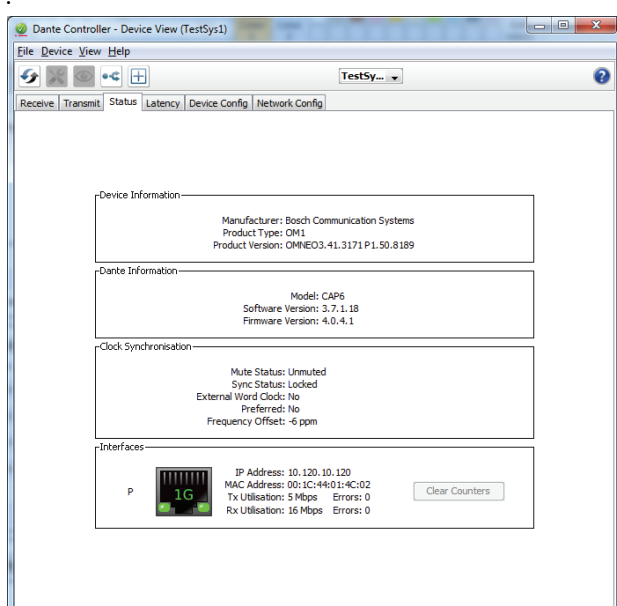 Dante Controller - Device View (TestSys1)
File Device View Help
TestSy...
Receive Transmit Status Latency Device Config Network Config
Device Information
Manufacturer: Bosch Communication Systems
Product Type: OM1
Product Version: OMNEO3.41.3171 P1.50.8189
Dante Information
Model: CAP6
Software Version: 3.7.1.18
Firmware Version: 4.0.4.1
Clock Synchronisation
Mute Status: Unmuted
Sync Status: Locked
External Word Clock: No
Preferred: No
Frequency Offset: -6 ppm
Interfaces
P
1G
IP Address: 10.120.10.120
MAC Address: 00:1C:44:01:4C:02
Tx Utilisation: 5 Mbps Errors: 0
Rx Utilisation: 16 Mbps Errors: 0
Clear Counters